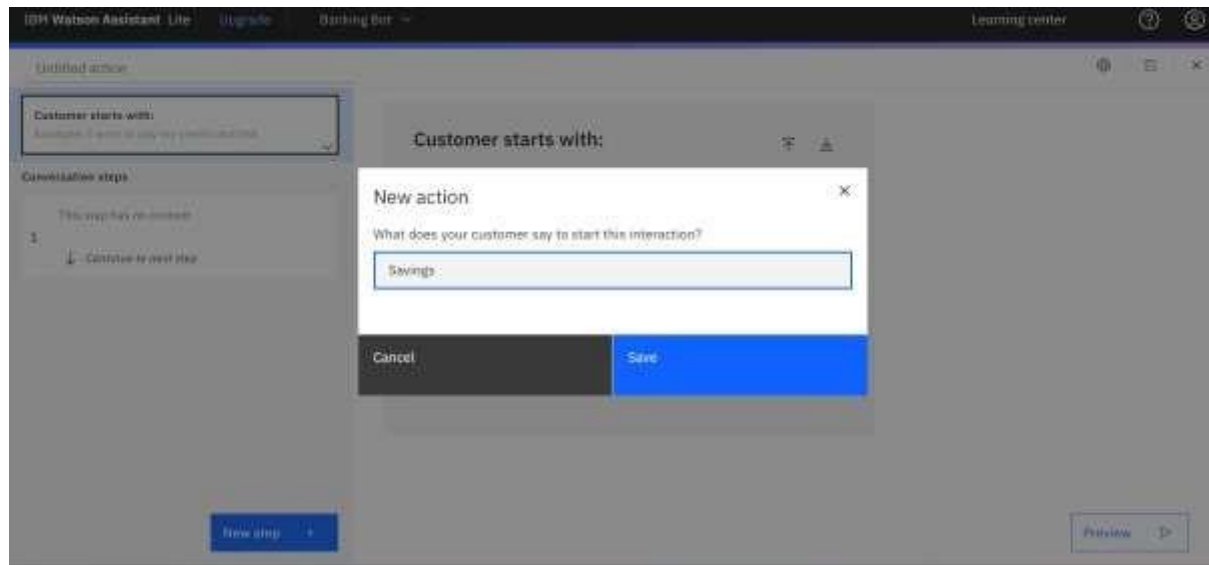 IBM Watson Assistant Lite Upgrade Banking Bot Learning center
Untitled action
Customer starts with:
Customer starts with:
Conversation steps
New action
What does your customer say to start this interaction?
This step has no content
Savings
1
Continue to next step
Cancel Save
New step +
Preview